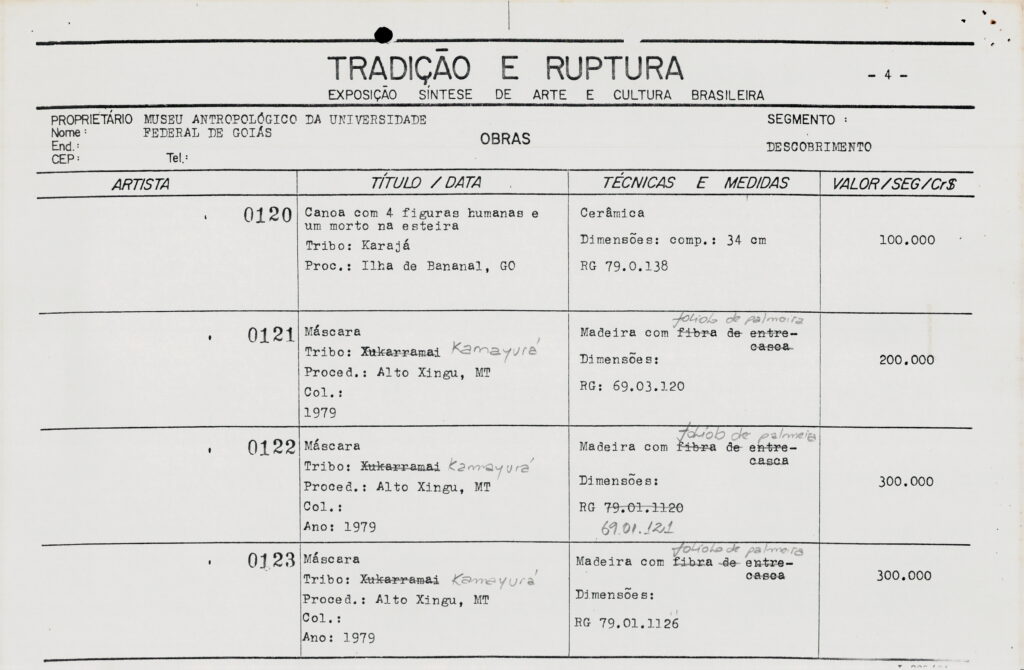 TRADIÇÃO E RUPTURA
- 4 -
EXPOSIÇÃO SÍNTESE DE ARTE E CULTURA BRASILEIRA
PROPRIETÁRIO MUSEU ANTROPOLÓGICO DA UNIVERSIDADE
Nome: FEDERAL DE GOIÁS
End.:
CEP: Tel.:
OBRAS
SEGMENTO :
DESCOBRIMENTO
ARTISTA TÍTULO / DATA TÉCNICAS E MEDIDAS VALOR/SEG/Cr$
0120
Canoa com 4 figuras humanas e
um morto na esteira
Tribo: Karajá
Proc.: Ilha de Bananal, GO
Cerâmica
Dimensões: comp.: 34 cm
RG 79.0.138
100.000
0121
Máscara
Tribo: Xukarramai Kamayurá
Proced.: Alto Xingu, MT
Col.:
1979
folíolo de palmeira
Madeira com fibra de entre-
casca
Dimensões:
RG: 69.03.120
200.000
0122
Máscara
Tribo: Xukarramai Kamayurá
Proced.: Alto Xingu, MT
Col.:
Ano: 1979
folíolo de palmeira
Madeira com fibra de entre-
casca
Dimensões:
RG 79.01.1120
69.01.121
300.000
0123
Máscara
Tribo: Xukarramai Kamayurá
Proced.: Alto Xingu, MT
Col.:
Ano: 1979
folíolo de palmeira
Madeira com fibra de entre-
casca
Dimensões:
RG 79.01.1126
300.000